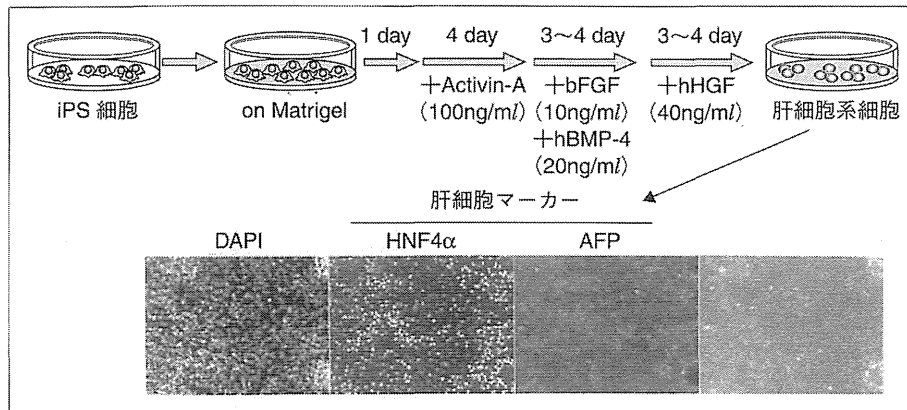 1 day 4 day 3～4 day 3～4 day
＋Activin-A ＋bFGF ＋hHGF
iPS 細胞 on Matrigel (100ng/ml) (10ng/ml) (40ng/ml) 肝細胞系細胞
＋hBMP-4
(20ng/ml)
肝細胞マーカー
DAPI HNF4α AFP